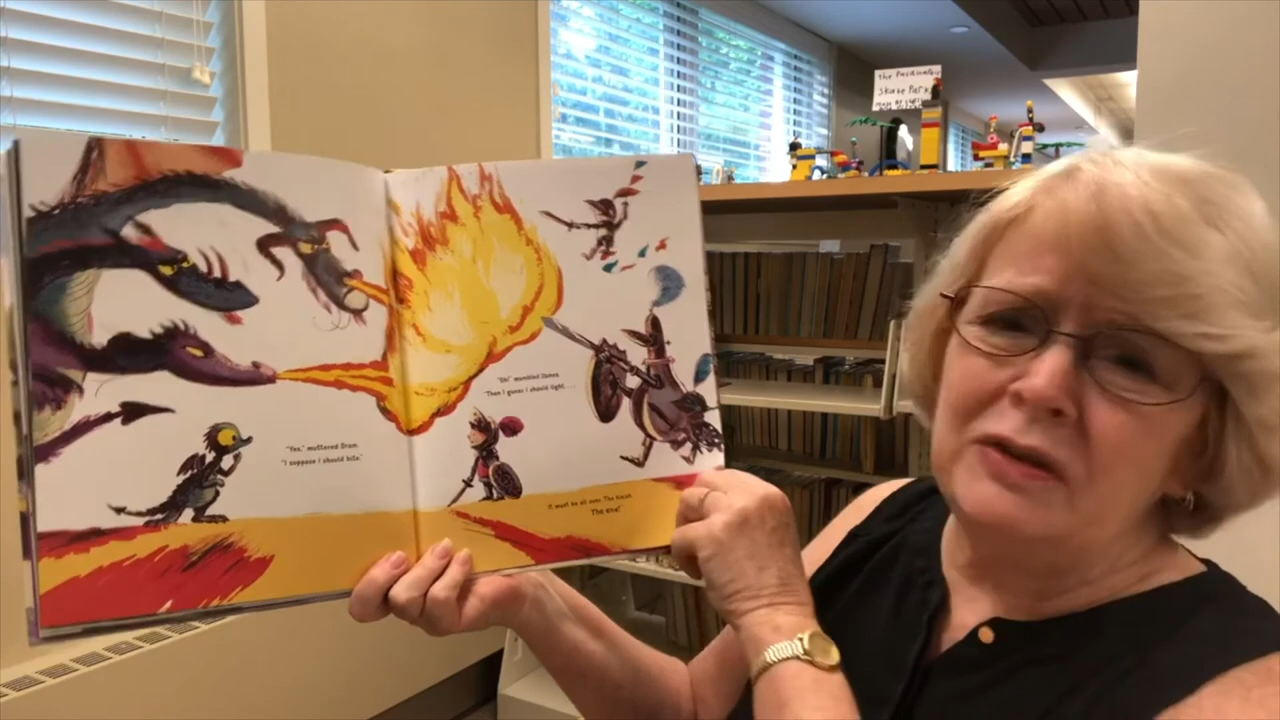 the
Skate Park
"Yes," muttered Dram.
"I suppose I should bite."
"Oh!" mumbled James.
"Then I guess I should fight...
It must be all over. The finish.
The end!"